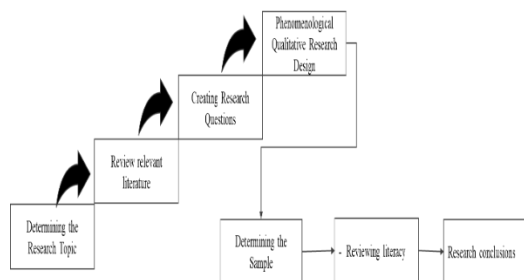 Phenomenological
Qualitative Research
Design
Creating Research
Questions
Review relevant
literature
Determining the
Research Topic
Determining the
Sample
- Reviewing literacy
Research conclusions